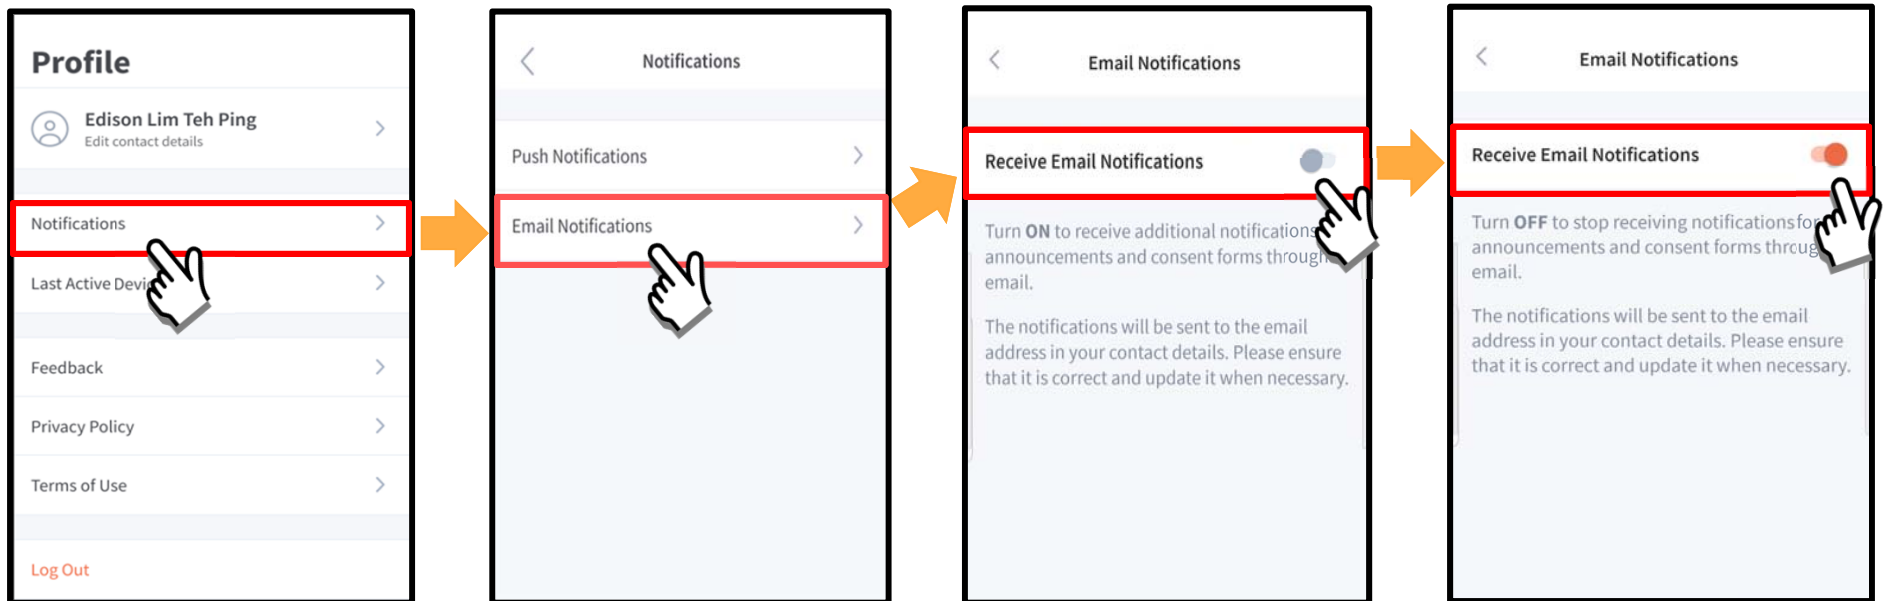 Profile
Edison Lim Teh Ping
Edit contact details
Notifications
Last Active
Feedback
Privacy Policy
Terms of Use
Log Out
Notifications
Push Notifications
Email Notifications
Email Notifications
Receive Email Notifications
Turn ON to receive additional notifications
announcements and consent forms through
email.
The notifications will be sent to the email
address in your contact details. Please ensure
that it is correct and update it when necessary.
Email Notifications
Receive Email Notifications
Turn OFF to stop receiving notifications for
announcements and consent forms through
email.
The notifications will be sent to the email
address in your contact details. Please ensure
that it is correct and update it when necessary.